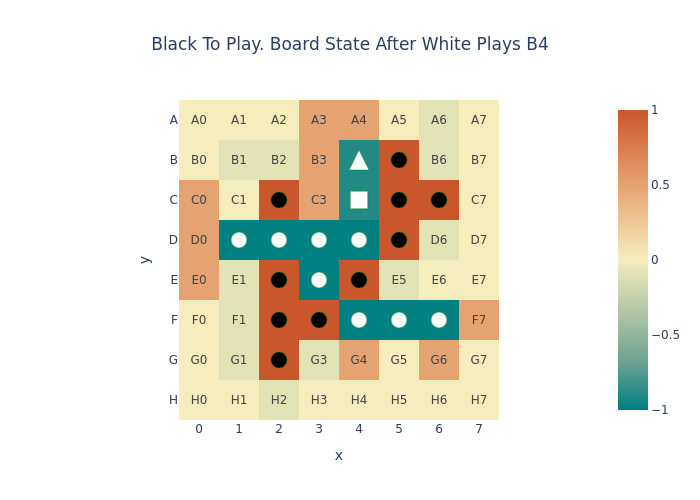 Black To Play. Board State After White Plays B4
A A0 A1 A2 A3 A4 A5 A6 A7
B B0 B1 B2 B3 B6 B7
C C0 C1 C3 C7
D D0 D6 D7
E E0 E1 E5 E6 E7
F F0 F1 F7
G G0 G1 G3 G4 G5 G6 G7
H H0 H1 H2 H3 H4 H5 H6 H7
0 1 2 3 4 5 6 7
x
y
1
0.5
0
−0.5
−1